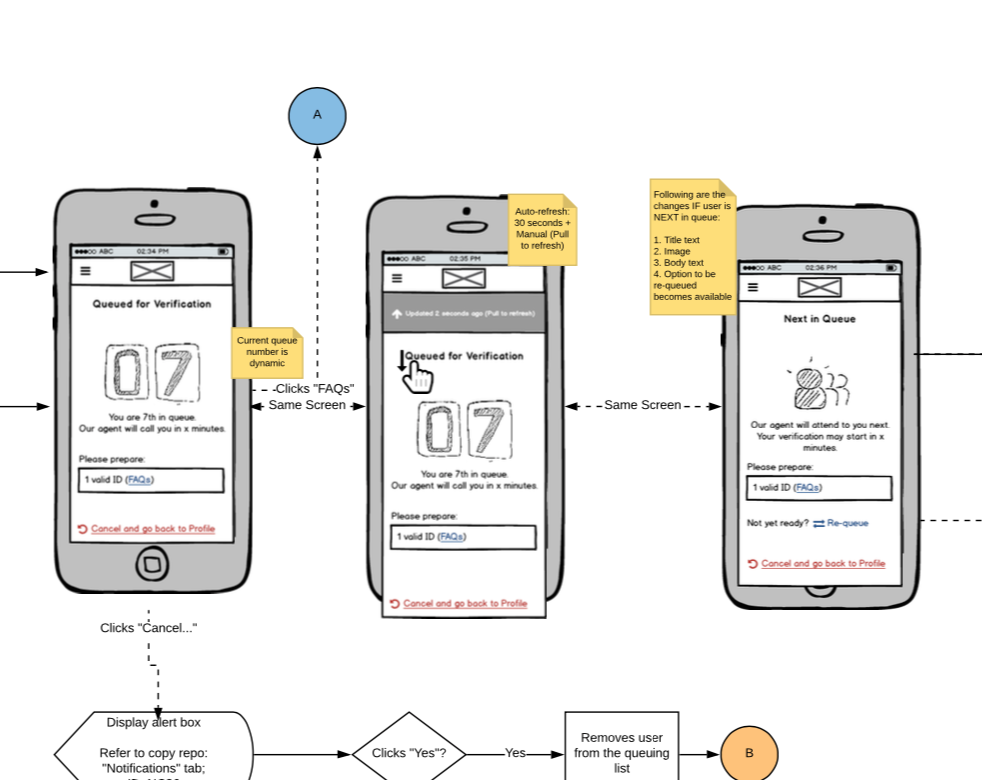 A
Auto-refresh:
30 seconds +
Manual (Pull
to refresh)
Following are the
changes IF user is
NEXT in queue:
1. Title text
2. Image
3. Body text
4. Option to be
re-queued
becomes available
ABC 02:34 PM
Queued for Verification
07
You are 7th in queue.
Our agent will call you in x minutes.
Please prepare:
1 valid ID (FAQs)
Cancel and go back to Profile
Current queue
number is
dynamic
Clicks "FAQs"
Same Screen
ABC 02:35 PM
Updated 2 seconds ago (Pull to refresh)
Queued for Verification
07
You are 7th in queue.
Our agent will call you in x minutes.
Please prepare:
1 valid ID (FAQs)
Cancel and go back to Profile
Same Screen
ABC 02:36 PM
Next in Queue
Our agent will attend to you next.
Your verification may start in x
minutes.
Please prepare:
1 valid ID (FAQs)
Not yet ready? Re-queue
Cancel and go back to Profile
Clicks "Cancel..."
Display alert box
Refer to copy repo:
"Notifications" tab;
Clicks "Yes"?
Yes
Removes user
from the queuing
list
B